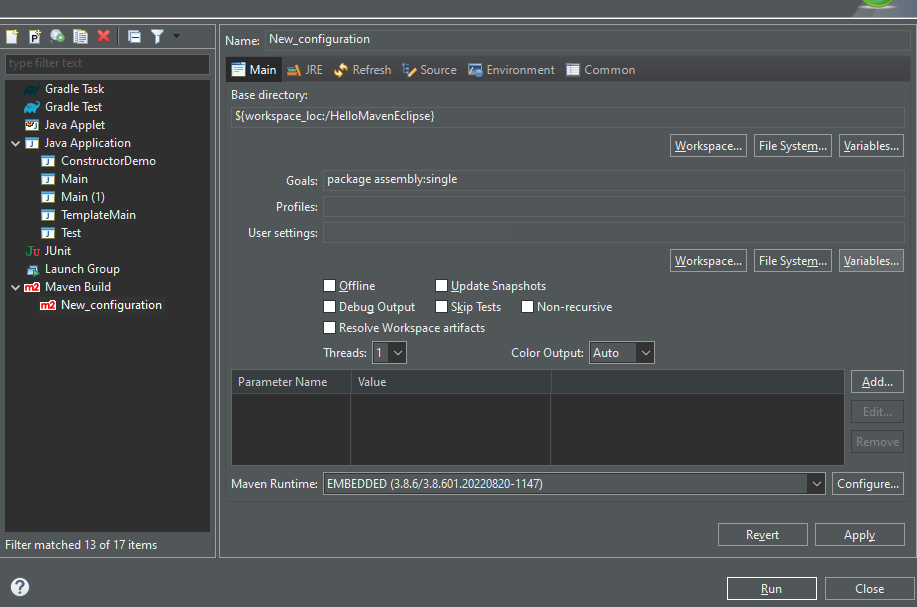 Name: New_configuration
type filter text
Main JRE Refresh Source Environment Common
Gradle Task
Gradle Test
Java Applet
Java Application
ConstructorDemo
Main
Main (1)
TemplateMain
Test
JUnit
Launch Group
Maven Build
New_configuration
Filter matched 13 of 17 items
Base directory:
${workspace_loc:/HelloMavenEclipse}
Workspace... File System... Variables...
Goals: package assembly:single
Profiles:
User settings:
Workspace... File System... Variables...
Offline Update Snapshots
Debug Output Skip Tests Non-recursive
Resolve Workspace artifacts
Threads: 1 Color Output: Auto
Parameter Name Value
Add...
Edit...
Remove
Maven Runtime: EMBEDDED (3.8.6/3.8.601.20220820-1147) Configure...
Revert Apply
Run Close